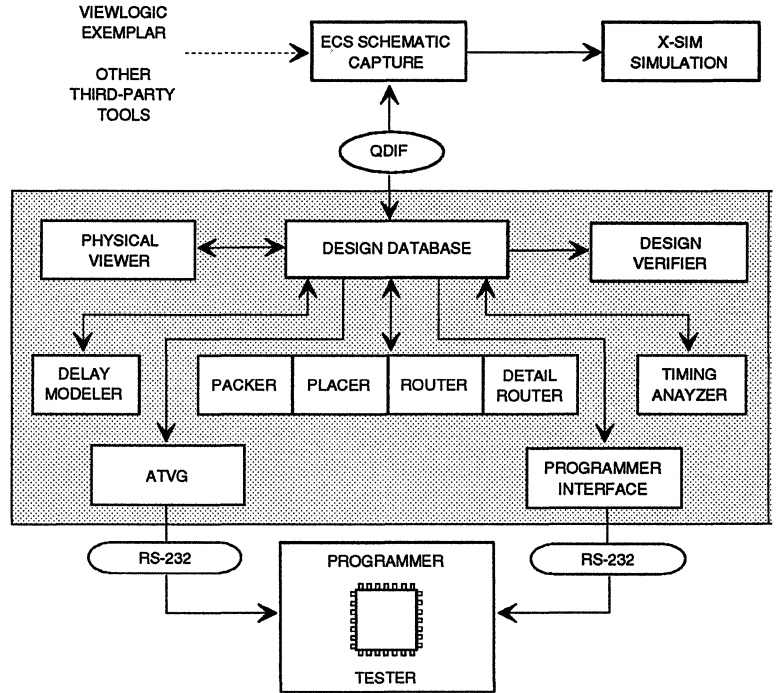 VIEWLOGIC
EXEMPLAR
OTHER
THIRD-PARTY
TOOLS
ECS SCHEMATIC
CAPTURE
X-SIM
SIMULATION
QDIF
PHYSICAL
VIEWER
DESIGN DATABASE
DESIGN
VERIFIER
DELAY
MODELER
PACKER
PLACER
ROUTER
DETAIL
ROUTER
TIMING
ANAYZER
ATVG
PROGRAMMER
INTERFACE
RS-232
RS-232
PROGRAMMER
TESTER